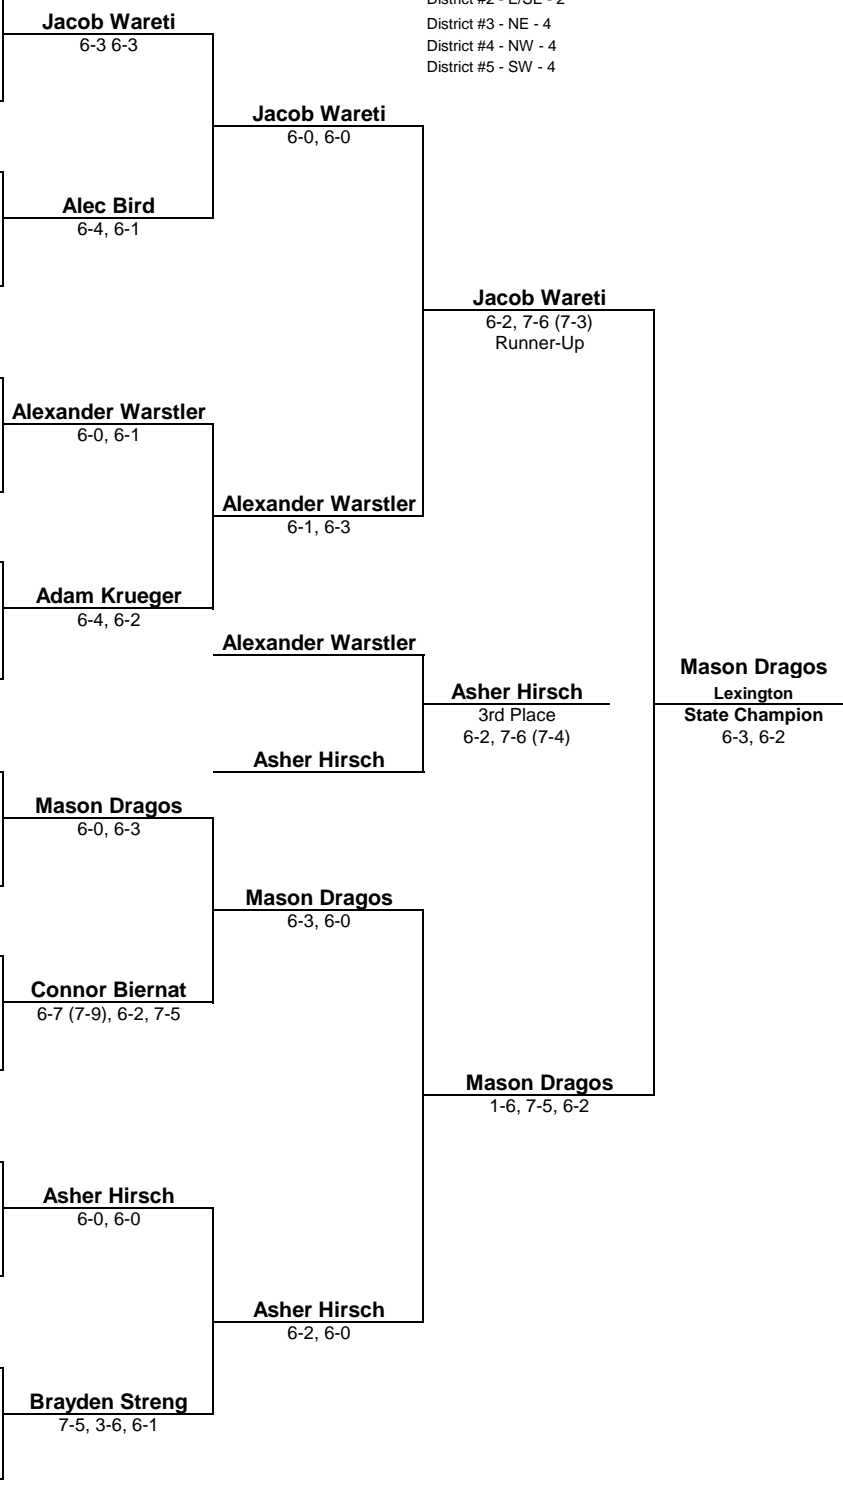 District #2 - E/SE - 2
Jacob Wareti
6-3 6-3
District #3 - NE - 4
District #4 - NW - 4
District #5 - SW - 4
Jacob Wareti
6-0, 6-0
Alec Bird
6-4, 6-1
Jacob Wareti
6-2, 7-6 (7-3)
Runner-Up
Alexander Warstler
6-0, 6-1
Alexander Warstler
6-1, 6-3
Adam Krueger
6-4, 6-2
Alexander Warstler
Asher Hirsch
3rd Place
6-2, 7-6 (7-4)
Mason Dragos
Lexington
State Champion
6-3, 6-2
Asher Hirsch
Mason Dragos
6-0, 6-3
Mason Dragos
6-3, 6-0
Connor Biernat
6-7 (7-9), 6-2, 7-5
Mason Dragos
1-6, 7-5, 6-2
Asher Hirsch
6-0, 6-0
Asher Hirsch
6-2, 6-0
Brayden Streng
7-5, 3-6, 6-1